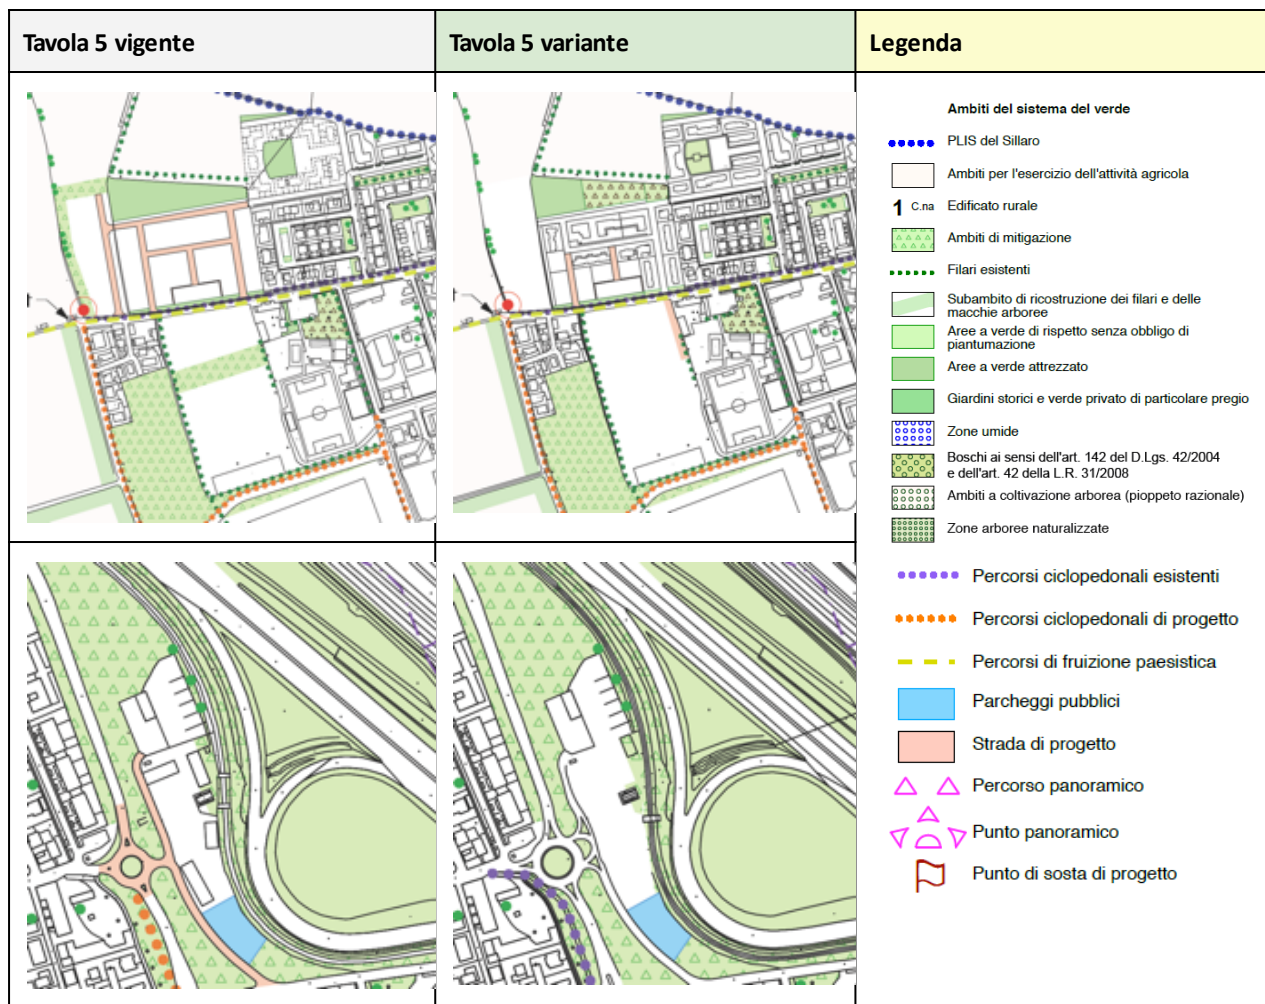 Tavola 5 vigente
Tavola 5 variante
Legenda
Ambiti del sistema del verde
PLIS del Sillaro
Ambiti per l'esercizio dell'attività agricola
1 C.na Edificato rurale
Ambiti di mitigazione
Filari esistenti
Subambito di ricostruzione dei filari e delle
macchie arboree
Aree a verde di rispetto senza obbligo di
piantumazione
Aree a verde attrezzato
Giardini storici e verde privato di particolare pregio
Zone umide
Boschi ai sensi dell'art. 142 del D.Lgs. 42/2004
e dell'art. 42 della L.R. 31/2008
Ambiti a coltivazione arborea (pioppeto razionale)
Zone arboree naturalizzate
Percorsi ciclopedonali esistenti
Percorsi ciclopedonali di progetto
Percorsi di fruizione paesistica
Parcheggi pubblici
Strada di progetto
Percorso panoramico
Punto panoramico
Punto di sosta di progetto